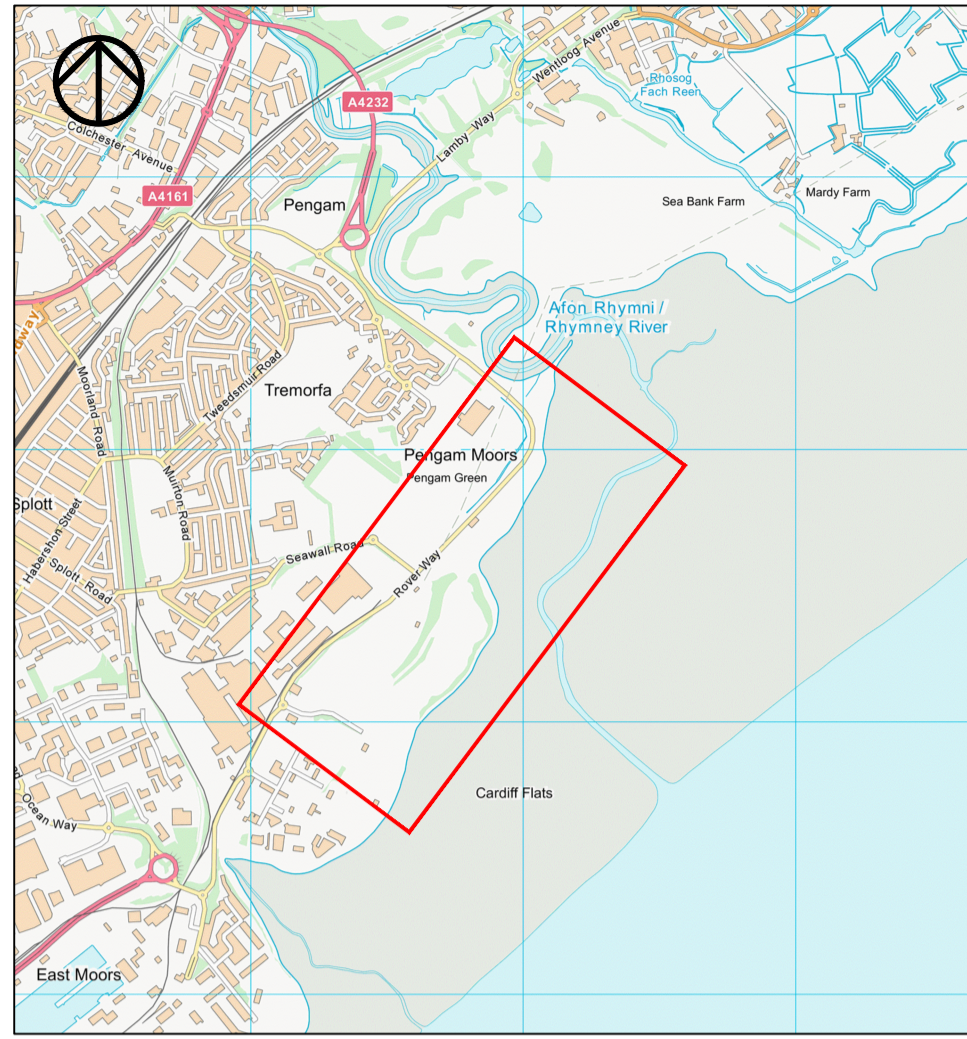 Colchester Avenue
A4161
A4232
Wentloog Avenue
Lamby Way
Rhosog
Fach Reen
Pengam
Sea Bank Farm
Mardy Farm
Afon Rhymni /
Rhymney River
Moorland Road
Tweedsmuir Road
Tremorfa
Pengam Moors
Pengam Green
Splott
Muirton Road
Habershon Street
Splott Road
Seawall Road
Rover Way
Cardiff Flats
Ocean Way
East Moors